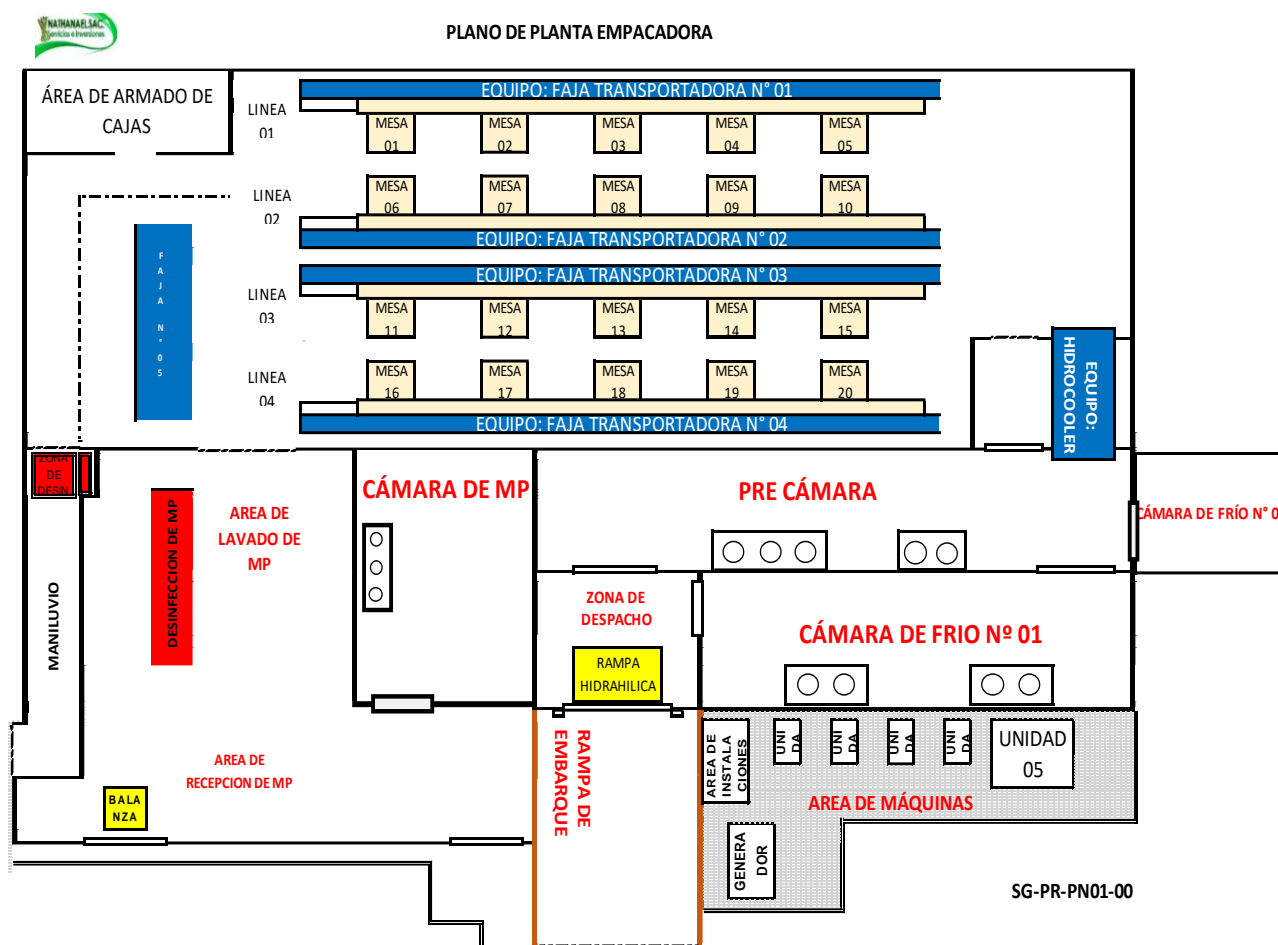 NATHANAEL SAC
Servicios e Inversiones
PLANO DE PLANTA EMPACADORA
ÁREA DE ARMADO DE
CAJAS
LINEA
01
EQUIPO: FAJA TRANSPORTADORA N° 01
MESA
01
MESA
02
MESA
03
MESA
04
MESA
05
LINEA
02
MESA
06
MESA
07
MESA
08
MESA
09
MESA
10
EQUIPO: FAJA TRANSPORTADORA N° 02
FAJA N°05
EQUIPO: FAJA TRANSPORTADORA N° 03
LINEA
03
MESA
11
MESA
12
MESA
13
MESA
14
MESA
15
LINEA
04
MESA
16
MESA
17
MESA
18
MESA
19
MESA
20
EQUIPO: FAJA TRANSPORTADORA N° 04
EQUIPO:
HIDROCOOLER
ZONA
DE
DESIN
MANILUVIO
DESINFECCION DE MP
AREA DE
LAVADO DE
MP
CÁMARA DE MP
PRE CÁMARA
CÁMARA DE FRÍO N° 0
ZONA DE
DESPACHO
RAMPA
HIDRAHILICA
CÁMARA DE FRIO Nº 01
AREA DE
RECEPCION DE MP
BALA
NZA
RAMPA DE
EMBARQUE
AREA DE
INSTALA
CIONES
UNI
DA
UNI
DA
UNI
DA
UNI
DA
UNIDAD
05
AREA DE MÁQUINAS
GENERA
DOR
SG-PR-PN01-00